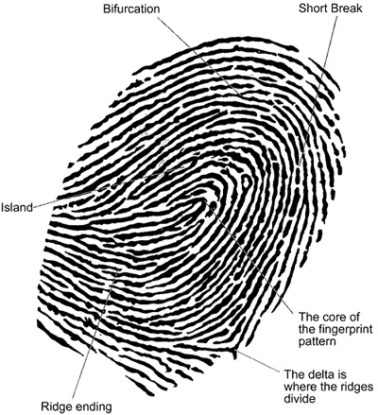 Bifurcation
Short Break
Island
The core of
the fingerprint
pattern
The delta is
where the ridges
divide
Ridge ending